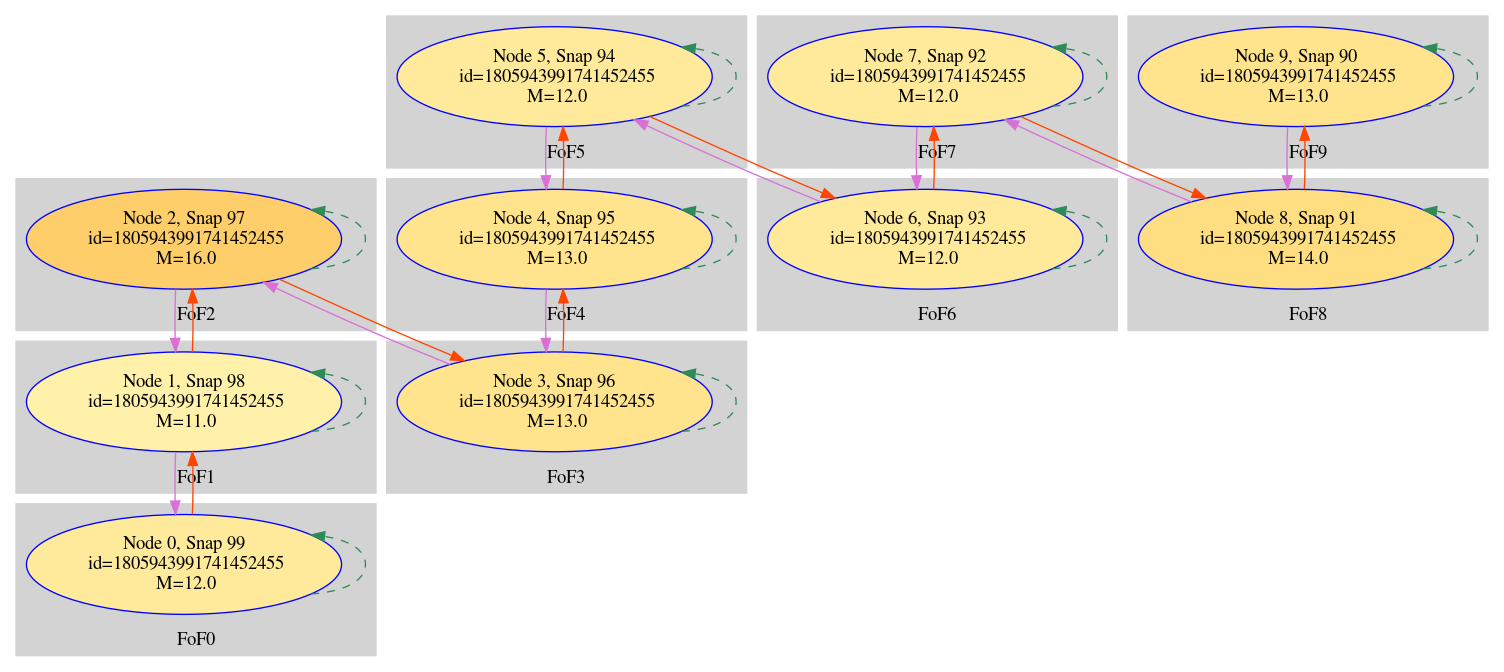 Node 5, Snap 94
id=1805943991741452455
M=12.0
FoF5
Node 7, Snap 92
id=1805943991741452455
M=12.0
FoF7
Node 9, Snap 90
id=1805943991741452455
M=13.0
FoF9
Node 2, Snap 97
id=1805943991741452455
M=16.0
FoF2
Node 4, Snap 95
id=1805943991741452455
M=13.0
FoF4
Node 6, Snap 93
id=1805943991741452455
M=12.0
FoF6
Node 8, Snap 91
id=1805943991741452455
M=14.0
FoF8
Node 1, Snap 98
id=1805943991741452455
M=11.0
FoF1
Node 3, Snap 96
id=1805943991741452455
M=13.0
FoF3
Node 0, Snap 99
id=1805943991741452455
M=12.0
FoF0